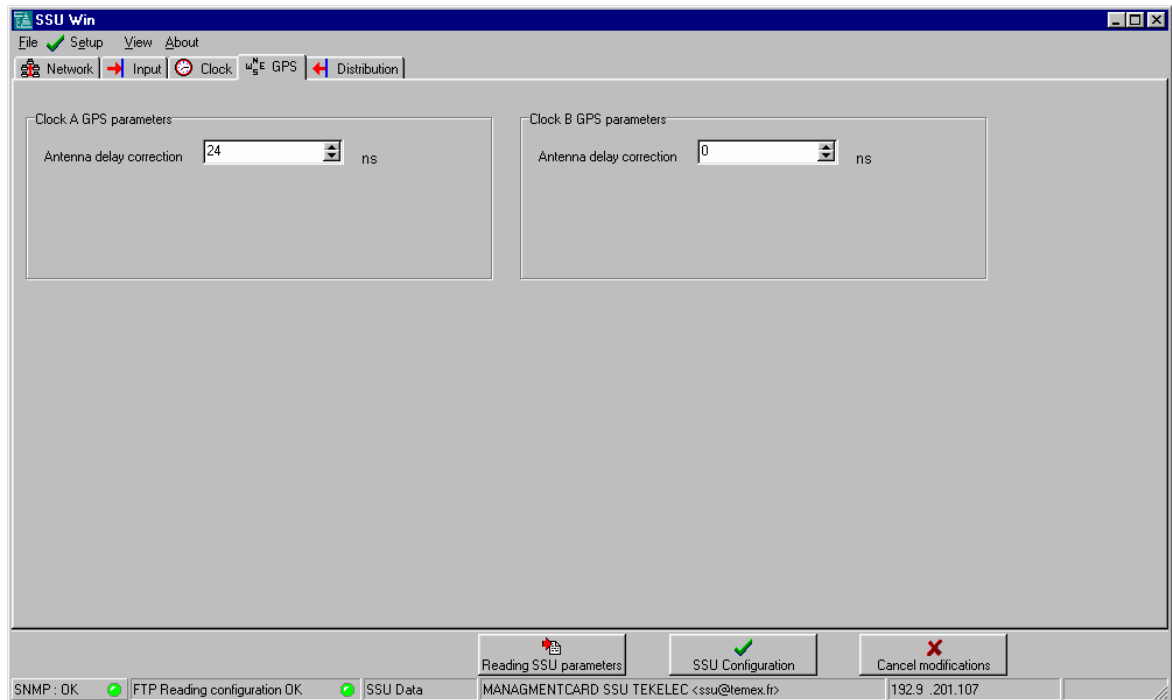 SSU Win
File Setup View About
Network Input Clock GPS Distribution
Clock A GPS parameters
Antenna delay correction 24 ns
Clock B GPS parameters
Antenna delay correction 0 ns
Reading SSU parameters SSU Configuration Cancel modifications
SNMP : OK FTP Reading configuration OK SSU Data MANAGMENTCARD SSU TEKELEC <ssu@temex.fr> 192.9 .201.107